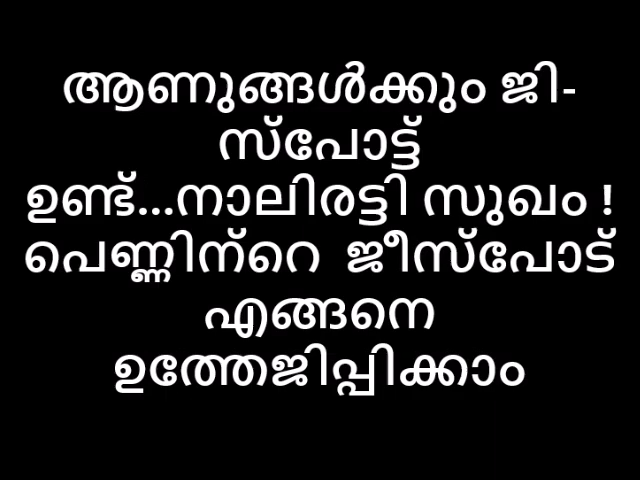 ആണുങ്ങൾക്കും ജി-
സ്പോട്ട്
ഉണ്ട്...നാലിരട്ടി സുഖം !
പെണ്ണിന്റെ ജീസ്പോട്
എങ്ങനെ
ഉത്തേജിപ്പിക്കാം